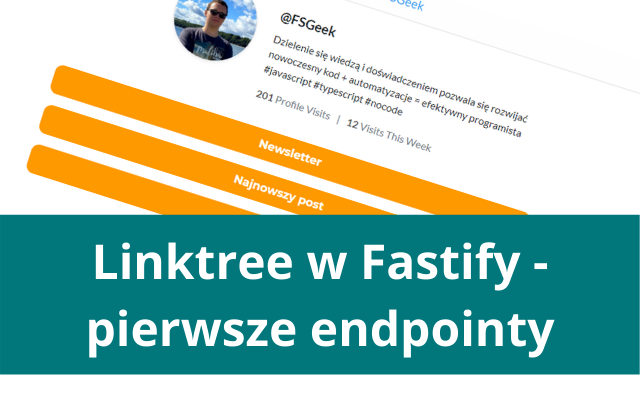 Geek
@FSGeek
Dzielenie się wiedzą i doświadczeniem pozwala się rozwijać
nowoczesny kod + automatyzacje = efektywny programista
#javascript #typescript #nocode
201 Profile Visits | 12 Visits This Week
Newsletter
Najnowszy post
Linktree w Fastify -
pierwsze endpointy